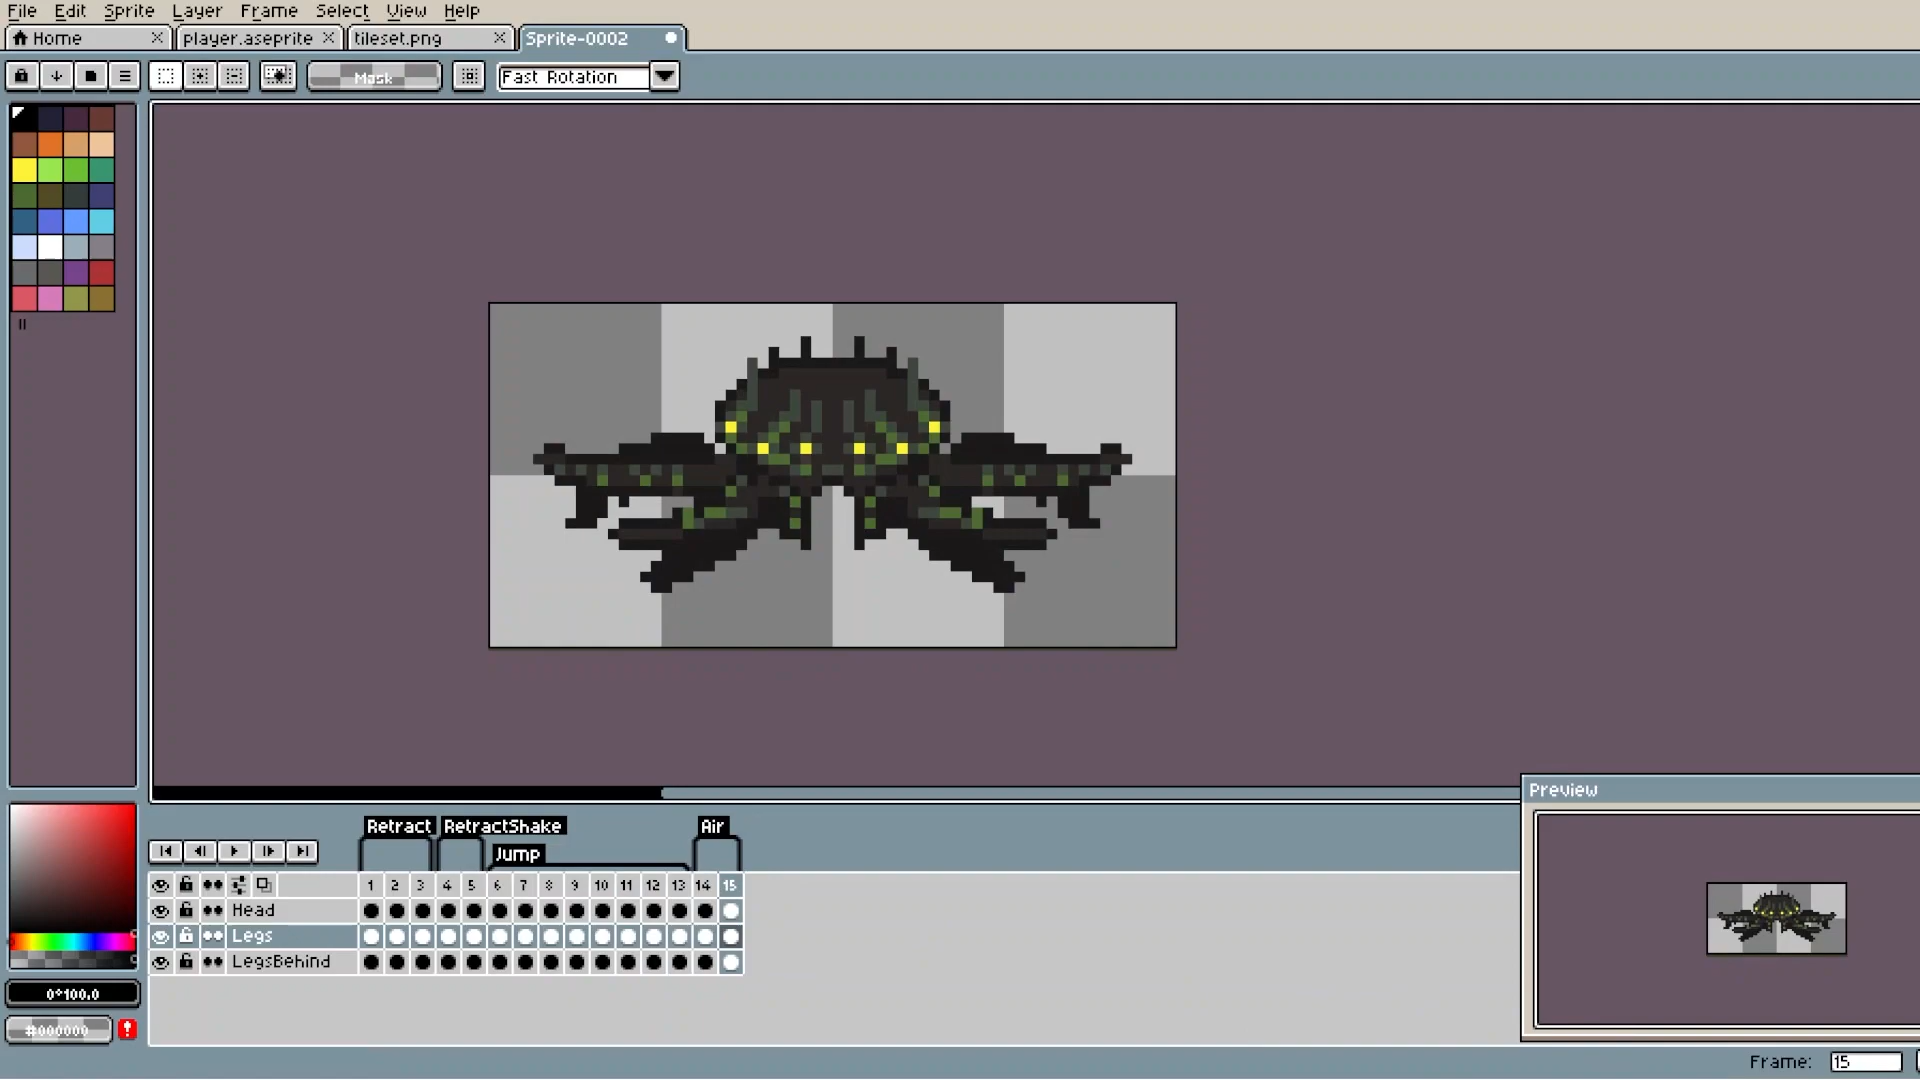 File Edit Sprite Layer Frame Select View Help
Home player.aseprite tileset.png Sprite-0002
Mask Fast Rotation
Preview
Retract RetractShake Air
Jump
1 2 3 4 5 6 7 8 9 10 11 12 13 14 15
Head
Legs
LegsBehind
0°100.0
#000000 !
Frame: 15